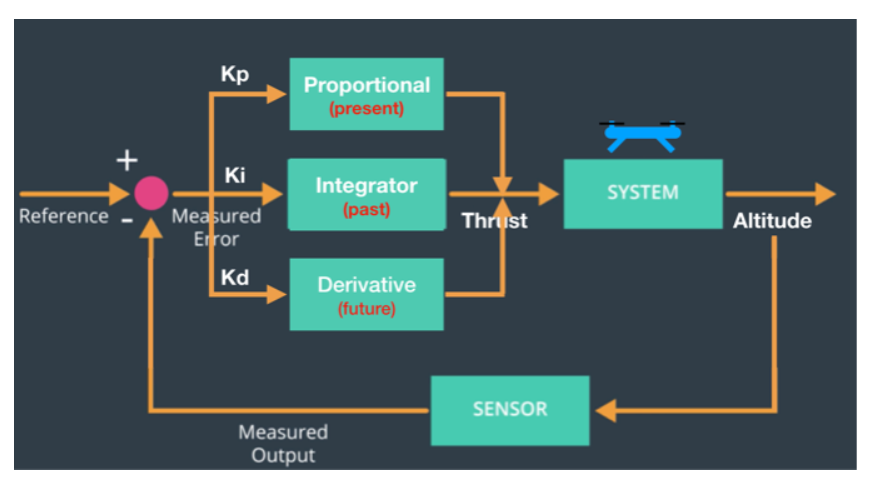 Kp
Proportional
(present)
+
Ki
Integrator
(past)
SYSTEM
Reference
-
Measured
Error
Thrust
Altitude
Kd
Derivative
(future)
SENSOR
Measured
Output